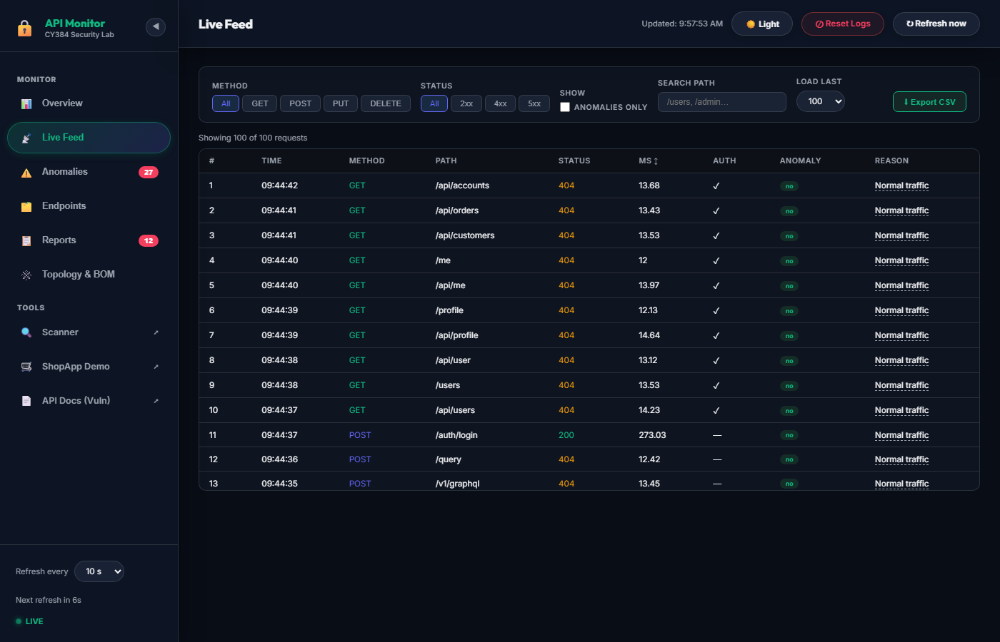 API Monitor
CY384 Security Lab
MONITOR
Overview
Live Feed
Anomalies 27
Endpoints
Reports 12
Topology & BOM
TOOLS
Scanner
ShopApp Demo
API Docs (Vuln)
Refresh every 10 s
Next refresh in 6s
LIVE
Live Feed
Updated: 9:57:53 AM
Light
Reset Logs
↻ Refresh now
METHOD
All GET POST PUT DELETE
STATUS
All 2xx 4xx 5xx
SHOW
ANOMALIES ONLY
SEARCH PATH
/users, /admin...
LOAD LAST
100
⬇ Export CSV
Showing 100 of 100 requests
# TIME METHOD PATH STATUS MS ↕ AUTH ANOMALY REASON
1 09:44:42 GET /api/accounts 404 13.68 ✓ no Normal traffic
2 09:44:41 GET /api/orders 404 13.43 ✓ no Normal traffic
3 09:44:41 GET /api/customers 404 13.53 ✓ no Normal traffic
4 09:44:40 GET /me 404 12 ✓ no Normal traffic
5 09:44:40 GET /api/me 404 13.97 ✓ no Normal traffic
6 09:44:39 GET /profile 404 12.13 ✓ no Normal traffic
7 09:44:39 GET /api/profile 404 14.64 ✓ no Normal traffic
8 09:44:38 GET /api/user 404 13.12 ✓ no Normal traffic
9 09:44:38 GET /users 404 13.53 ✓ no Normal traffic
10 09:44:37 GET /api/users 404 14.23 ✓ no Normal traffic
11 09:44:37 POST /auth/login 200 273.03 — no Normal traffic
12 09:44:36 POST /query 404 12.42 — no Normal traffic
13 09:44:35 POST /v1/graphql 404 13.45 — no Normal traffic